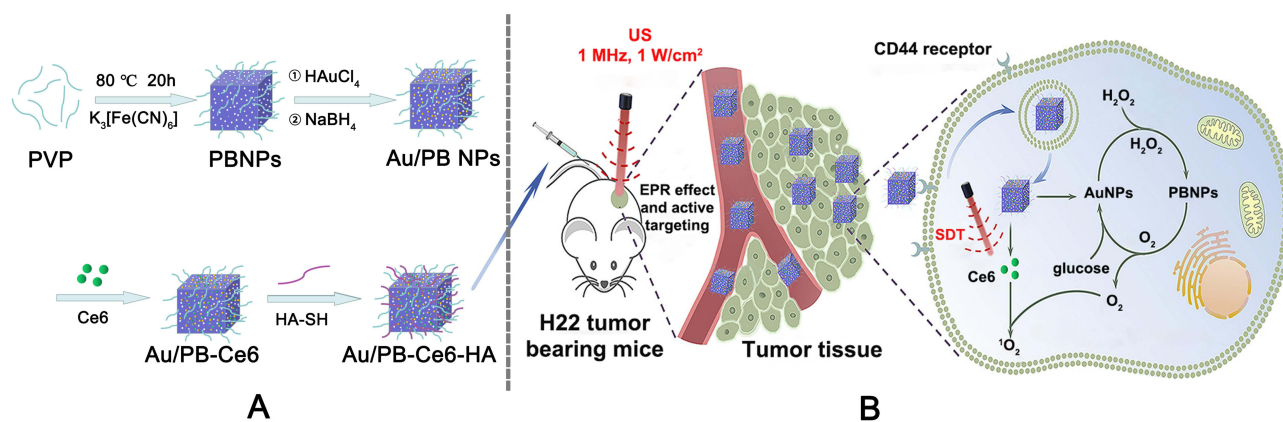 80 ℃ 20h
K₃[Fe(CN)₆]
PVP
PBNPs
① HAuCl₄
② NaBH₄
Au/PB NPs
Ce6
Au/PB-Ce6
HA-SH
Au/PB-Ce6-HA
A
US
1 MHz, 1 W/cm²
EPR effect
and active
targeting
H22 tumor
bearing mice
Tumor tissue
CD44 receptor
H₂O₂
H₂O₂
AuNPs
PBNPs
SDT
O₂
glucose
Ce6
O₂
¹O₂
B